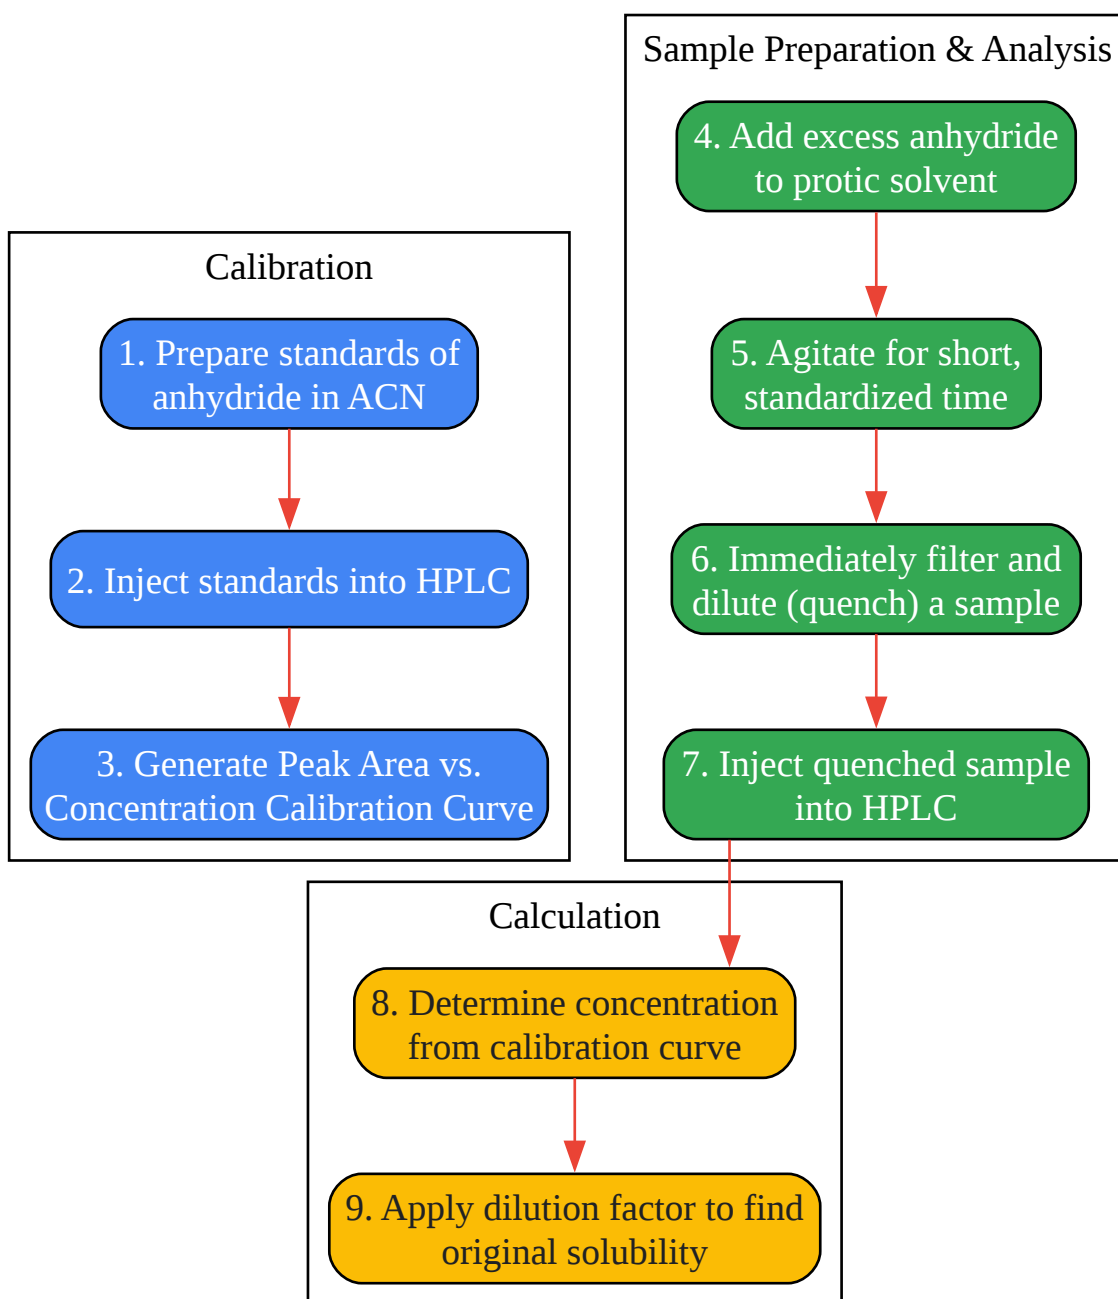 Calibration
1. Prepare standards of
anhydride in ACN
2. Inject standards into HPLC
3. Generate Peak Area vs.
Concentration Calibration Curve
Sample Preparation & Analysis
4. Add excess anhydride
to protic solvent
5. Agitate for short,
standardized time
6. Immediately filter and
dilute (quench) a sample
7. Inject quenched sample
into HPLC
Calculation
8. Determine concentration
from calibration curve
9. Apply dilution factor to find
original solubility